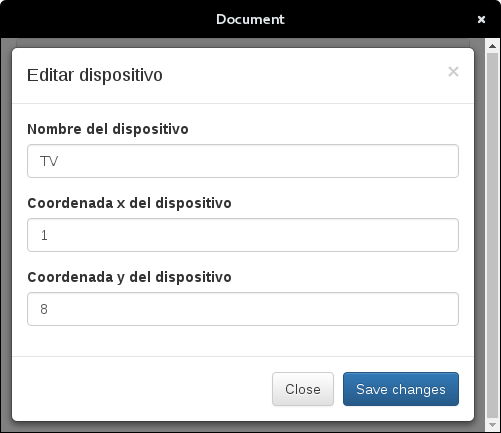 Document
Editar dispositivo
Nombre del dispositivo
TV
Coordenada x del dispositivo
1
Coordenada y del dispositivo
8
Close
Save changes